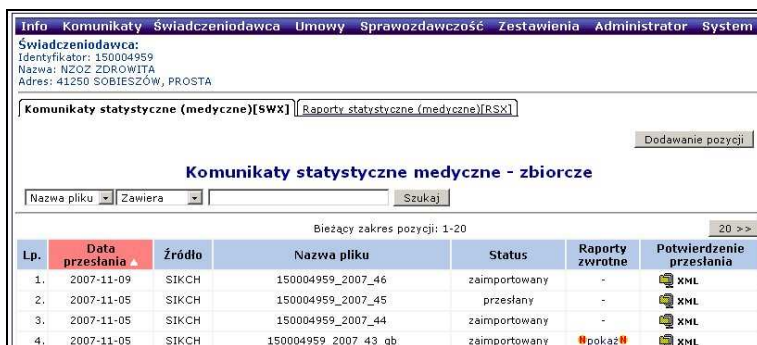 Info Komunikaty Świadczeniodawca Umowy Sprawozdawczość Zestawienia Administrator System
Świadczeniodawca:
Identyfikator: 150004959
Nazwa: NZOZ ZDROWITA
Adres: 41250 SOBIESZÓW, PROSTA
Komunikaty statystyczne (medyczne)[SWX] Raporty statystyczne (medyczne)[RSX]
Dodawanie pozycji
Komunikaty statystyczne medyczne - zbiorcze
Nazwa pliku Zawiera Szukaj
Bieżący zakres pozycji: 1-20 20 >>
Lp. Data przesłania Źródło Nazwa pliku Status Raporty zwrotne Potwierdzenie przesłania
1. 2007-11-09 SIKCH 150004959_2007_46 zaimportowany - XML
2. 2007-11-05 SIKCH 150004959_2007_45 przesłany - XML
3. 2007-11-05 SIKCH 150004959_2007_44 zaimportowany - XML
4. 2007-11-05 SIKCH 150004959_2007_43_gb zaimportowany NpokażN XML